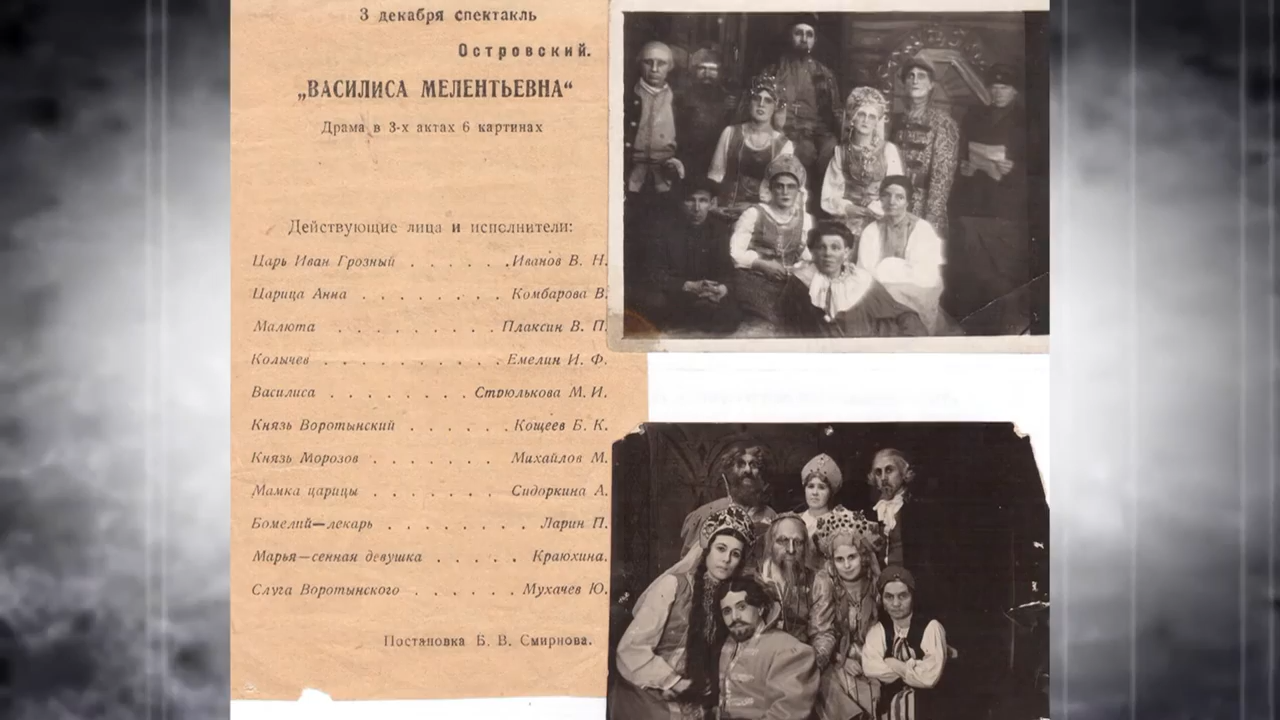 3 декабря спектакль
Островский.
„ВАСИЛИСА МЕЛЕНТЬЕВНА“
Драма в 3-х актах 6 картинах
Действующие лица и исполнители:
Царь Иван Грозный . . . . . . Иванов В. Н.
Царица Анна . . . . . . . . Комбарова В.
Малюта . . . . . . . . . Плаксин В. П.
Колычев . . . . . . . . . . Емелин И. Ф.
Василиса . . . . . . . . Стрюлькова М. И.
Князь Воротынский . . . . . . Кощеев Б. К.
Князь Морозов . . . . . . . Михайлов М.
Мамка царицы . . . . . . . Сидоркина А.
Бомелий—лекарь . . . . . . . . Ларин П.
Марья—сенная девушка . . . . . Краюхина.
Слуга Воротынского . . . . . . Мухачев Ю.
Постановка Б. В. Смирнова.